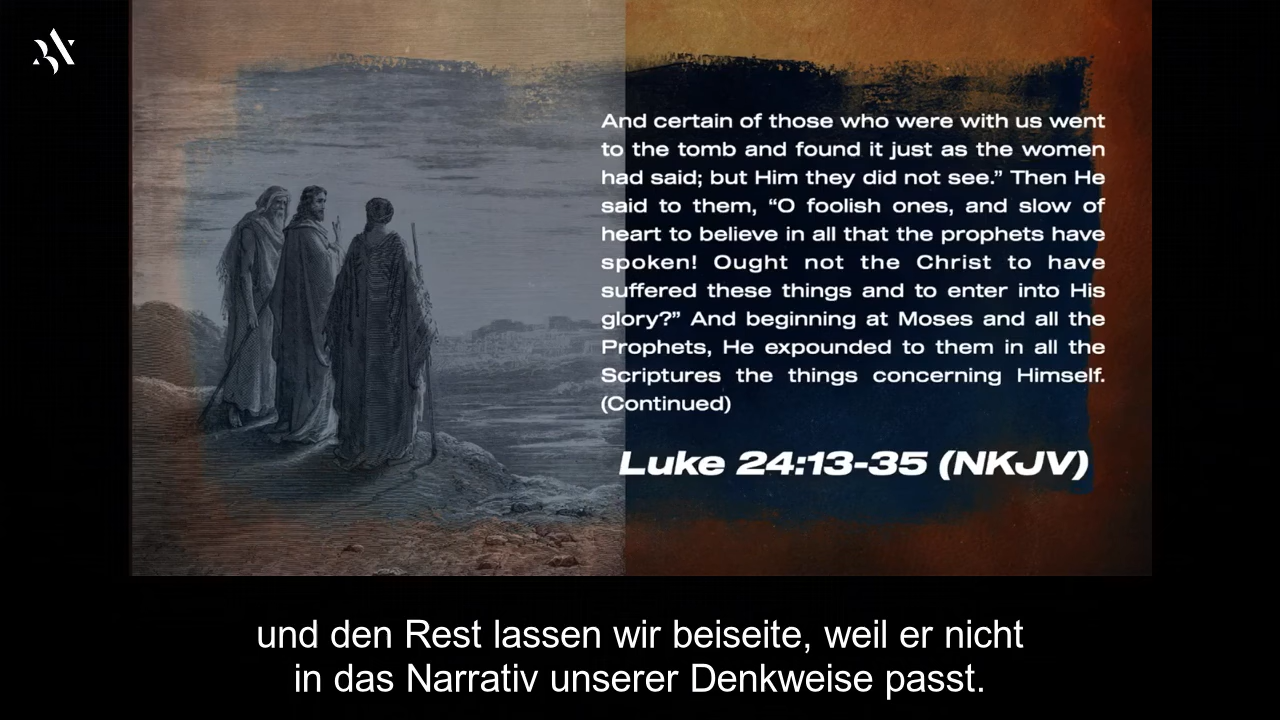 And certain of those who were with us went
to the tomb and found it just as the women
had said; but Him they did not see.” Then He
said to them, “O foolish ones, and slow of
heart to believe in all that the prophets have
spoken! Ought not the Christ to have
suffered these things and to enter into His
glory?” And beginning at Moses and all the
Prophets, He expounded to them in all the
Scriptures the things concerning Himself.
(Continued)
Luke 24:13-35 (NKJV)
und den Rest lassen wir beiseite, weil er nicht
in das Narrativ unserer Denkweise passt.